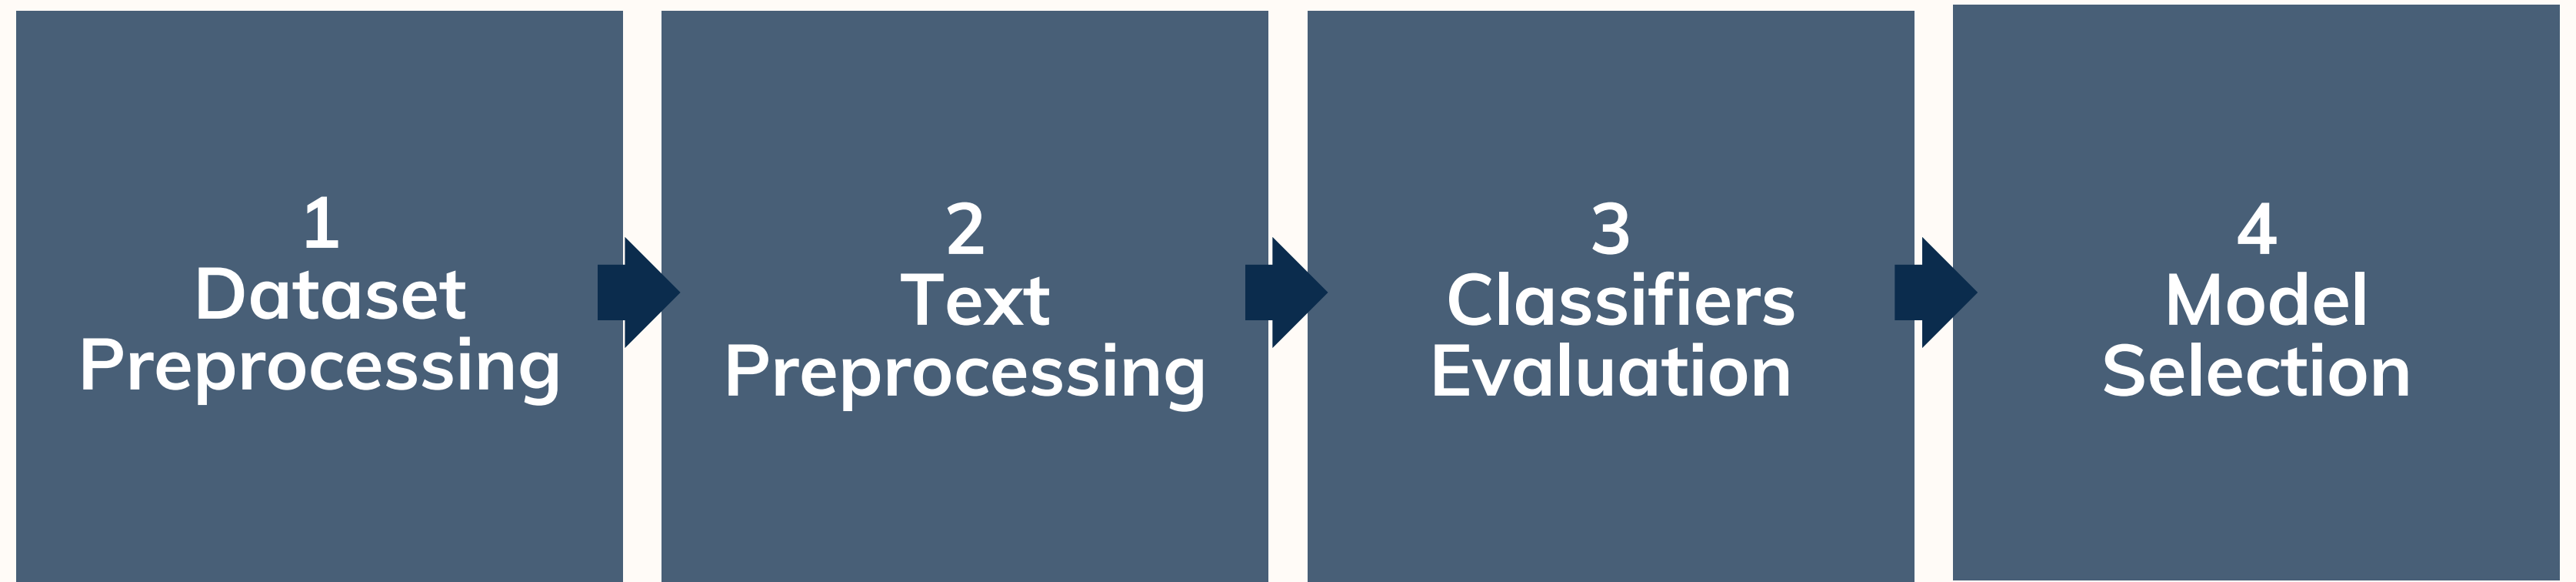 1
Dataset
Preprocessing
2
Text
Preprocessing
3
Classifiers
Evaluation
4
Model
Selection